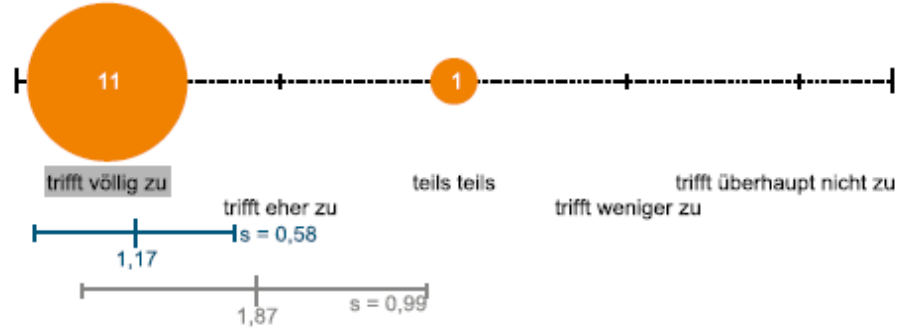 11 1
trifft völlig zu teils teils trifft überhaupt nicht zu
trifft eher zu trifft weniger zu
s = 0,58
1,17
s = 0,99
1,87